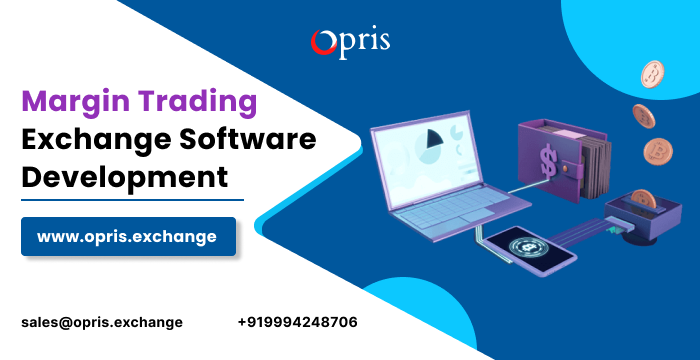 Opris
Margin Trading
Exchange Software
Development
www.opris.exchange
sales@opris.exchange
+919994248706
$